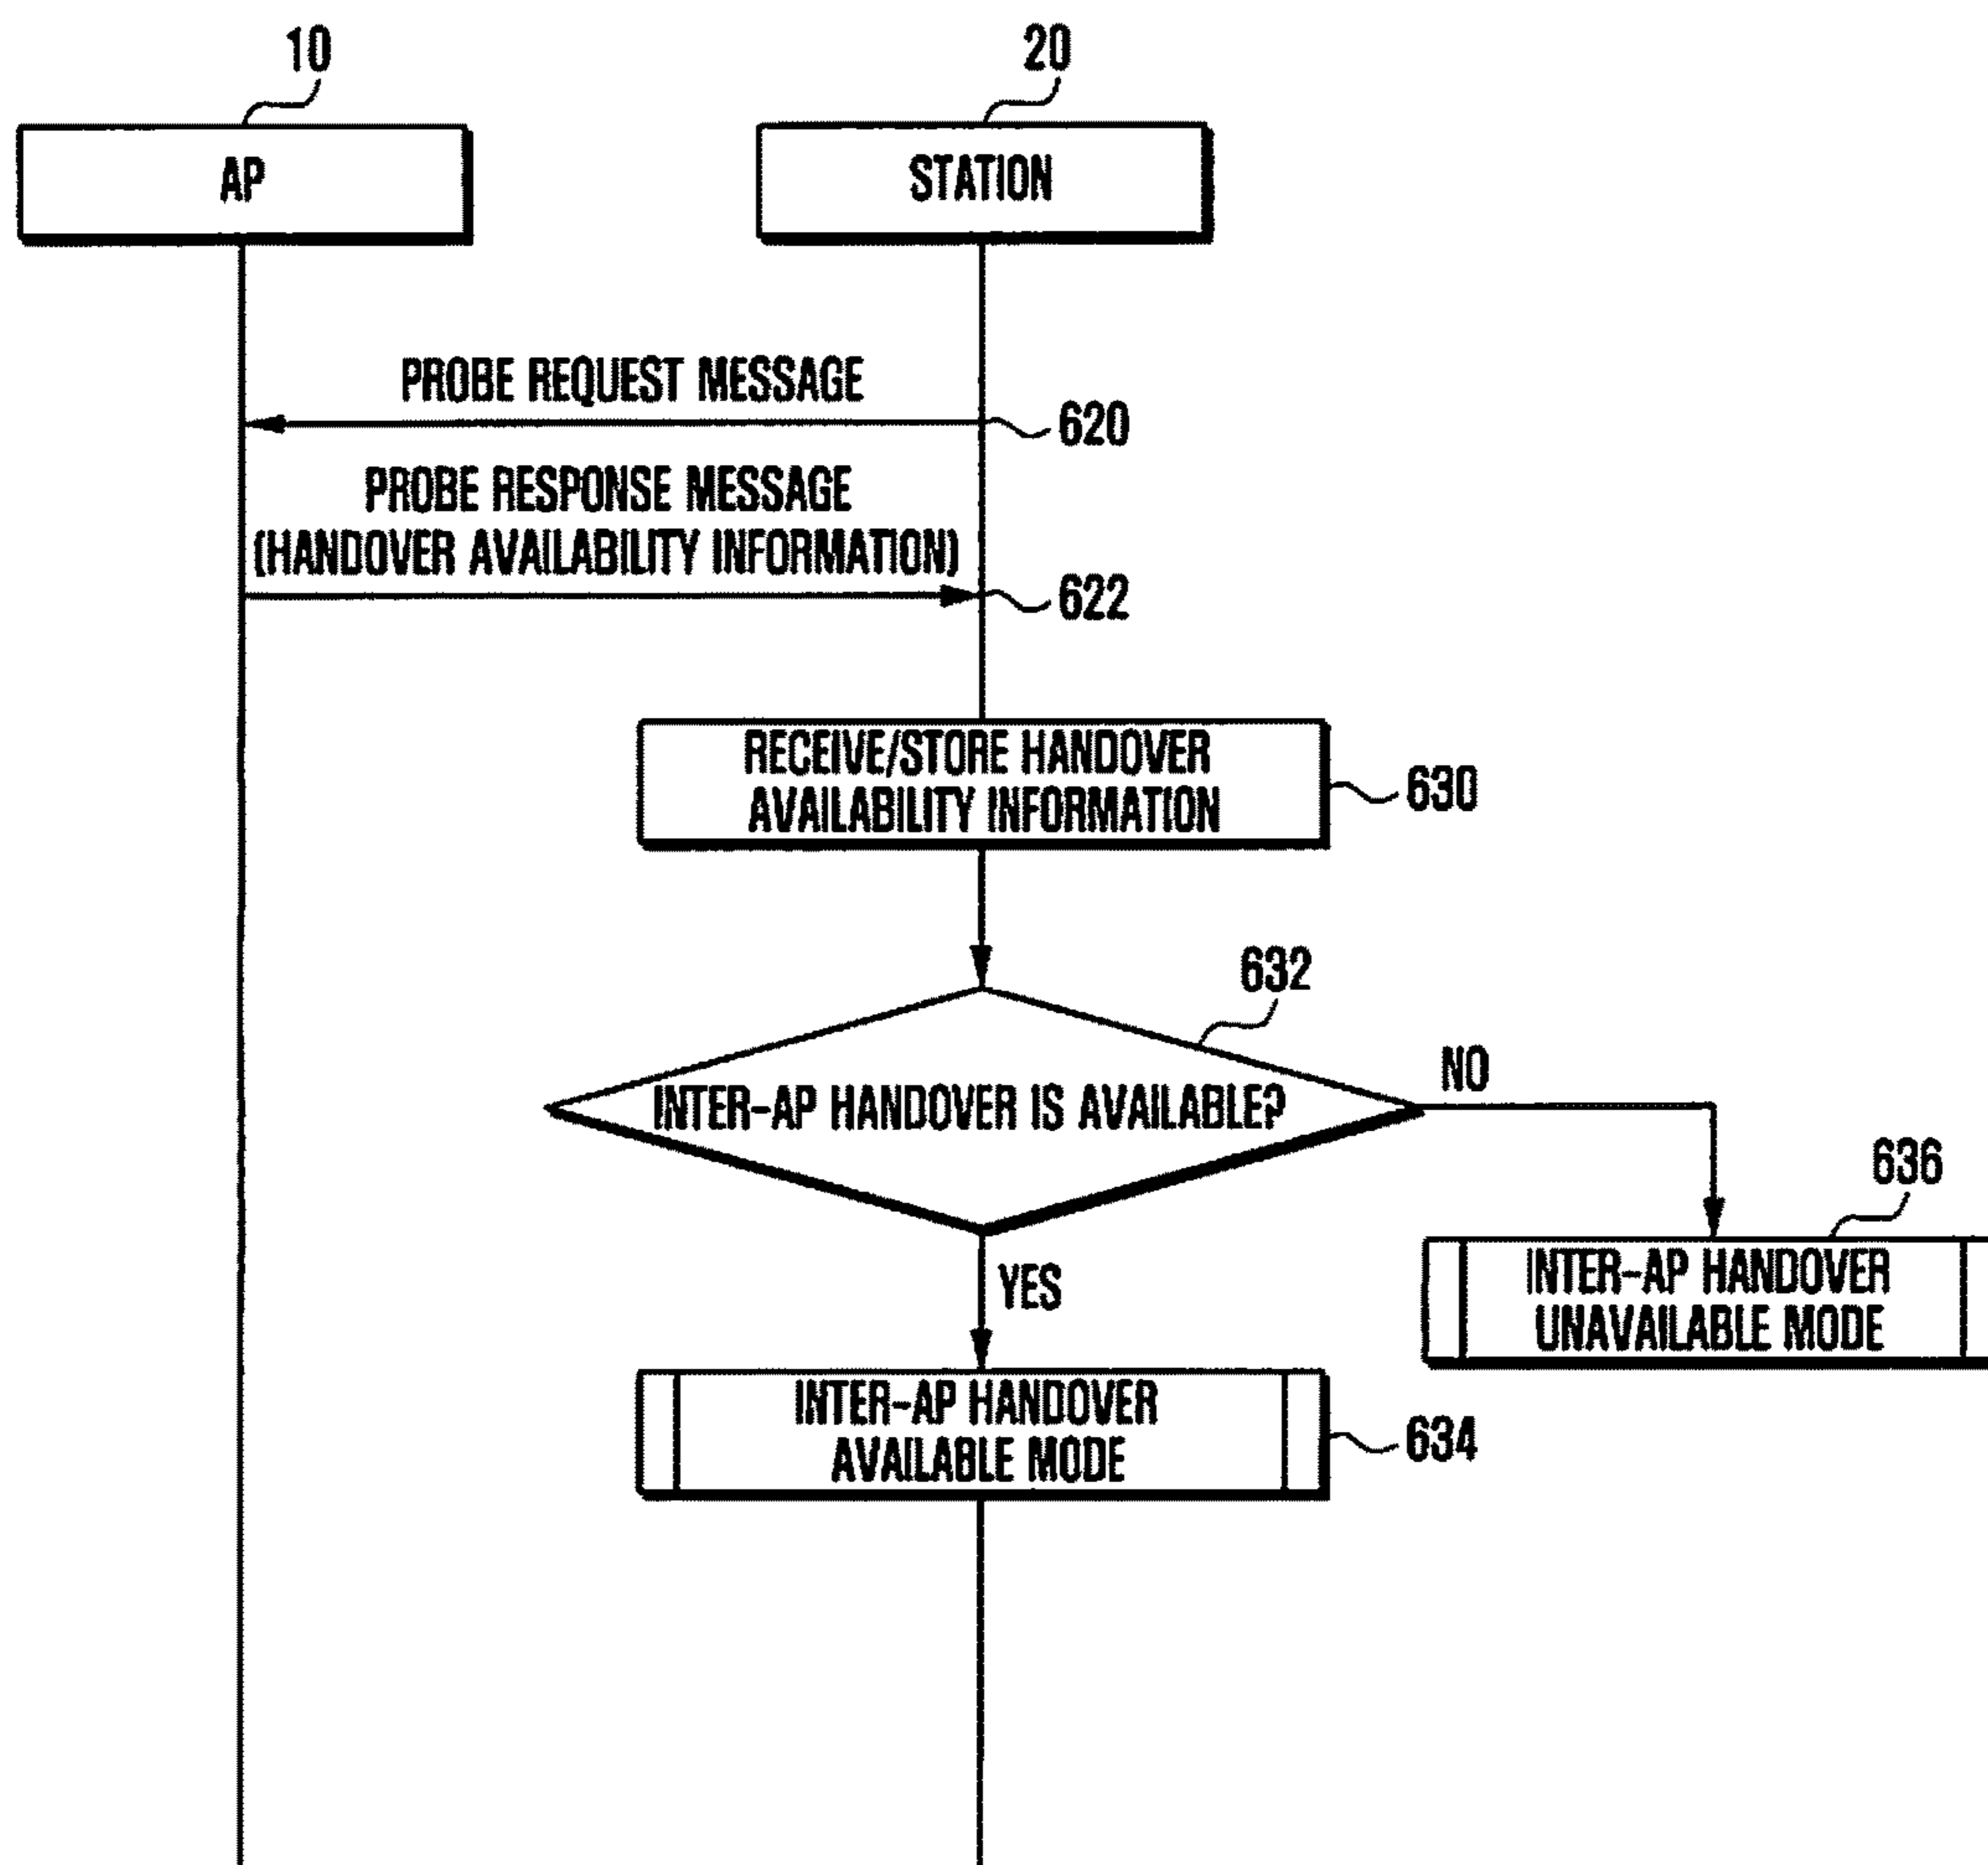 10
20
AP
STATION
PROBE REQUEST MESSAGE
620
PROBE RESPONSE MESSAGE
(HANDOVER AVAILABILITY INFORMATION)
622
RECEIVE/STORE HANDOVER
AVAILABILITY INFORMATION
630
632
INTER-AP HANDOVER IS AVAILABLE?
NO
636
INTER-AP HANDOVER
UNAVAILABLE MODE
YES
INTER-AP HANDOVER
AVAILABLE MODE
634